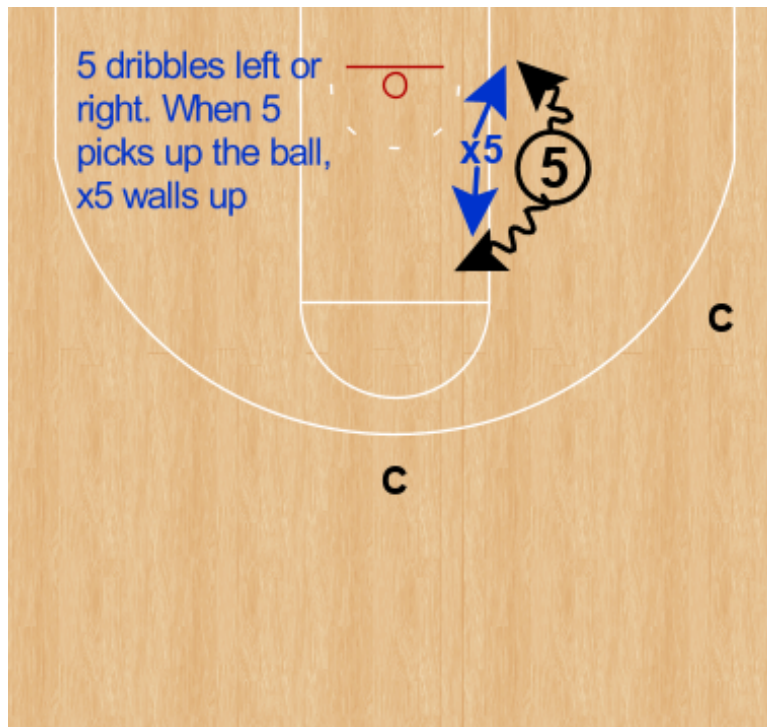 5 dribbles left or
right. When 5
picks up the ball,
x5 walls up
x5
5
C
C